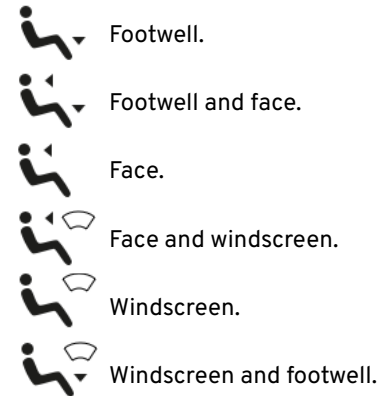 Footwell.
Footwell and face.
Face.
Face and windscreen.
Windscreen.
Windscreen and footwell.